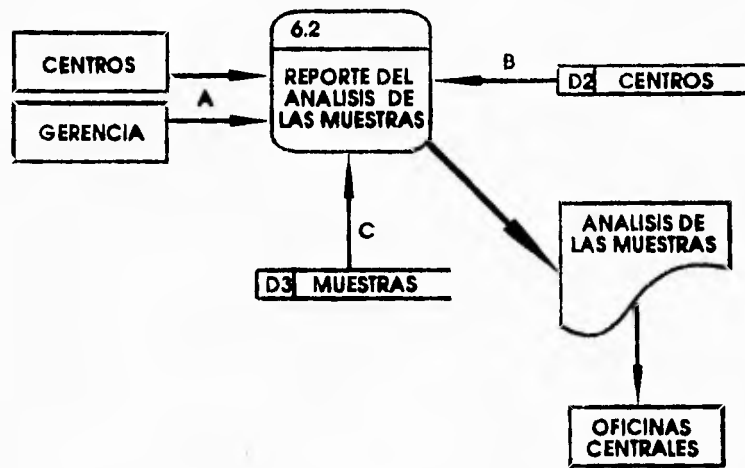 6.2
CENTROS
REPORTE DEL
ANALISIS DE
LAS MUESTRAS
A
GERENCIA
B
D2 CENTROS
C
D3 MUESTRAS
ANALISIS DE
LAS MUESTRAS
OFICINAS
CENTRALES